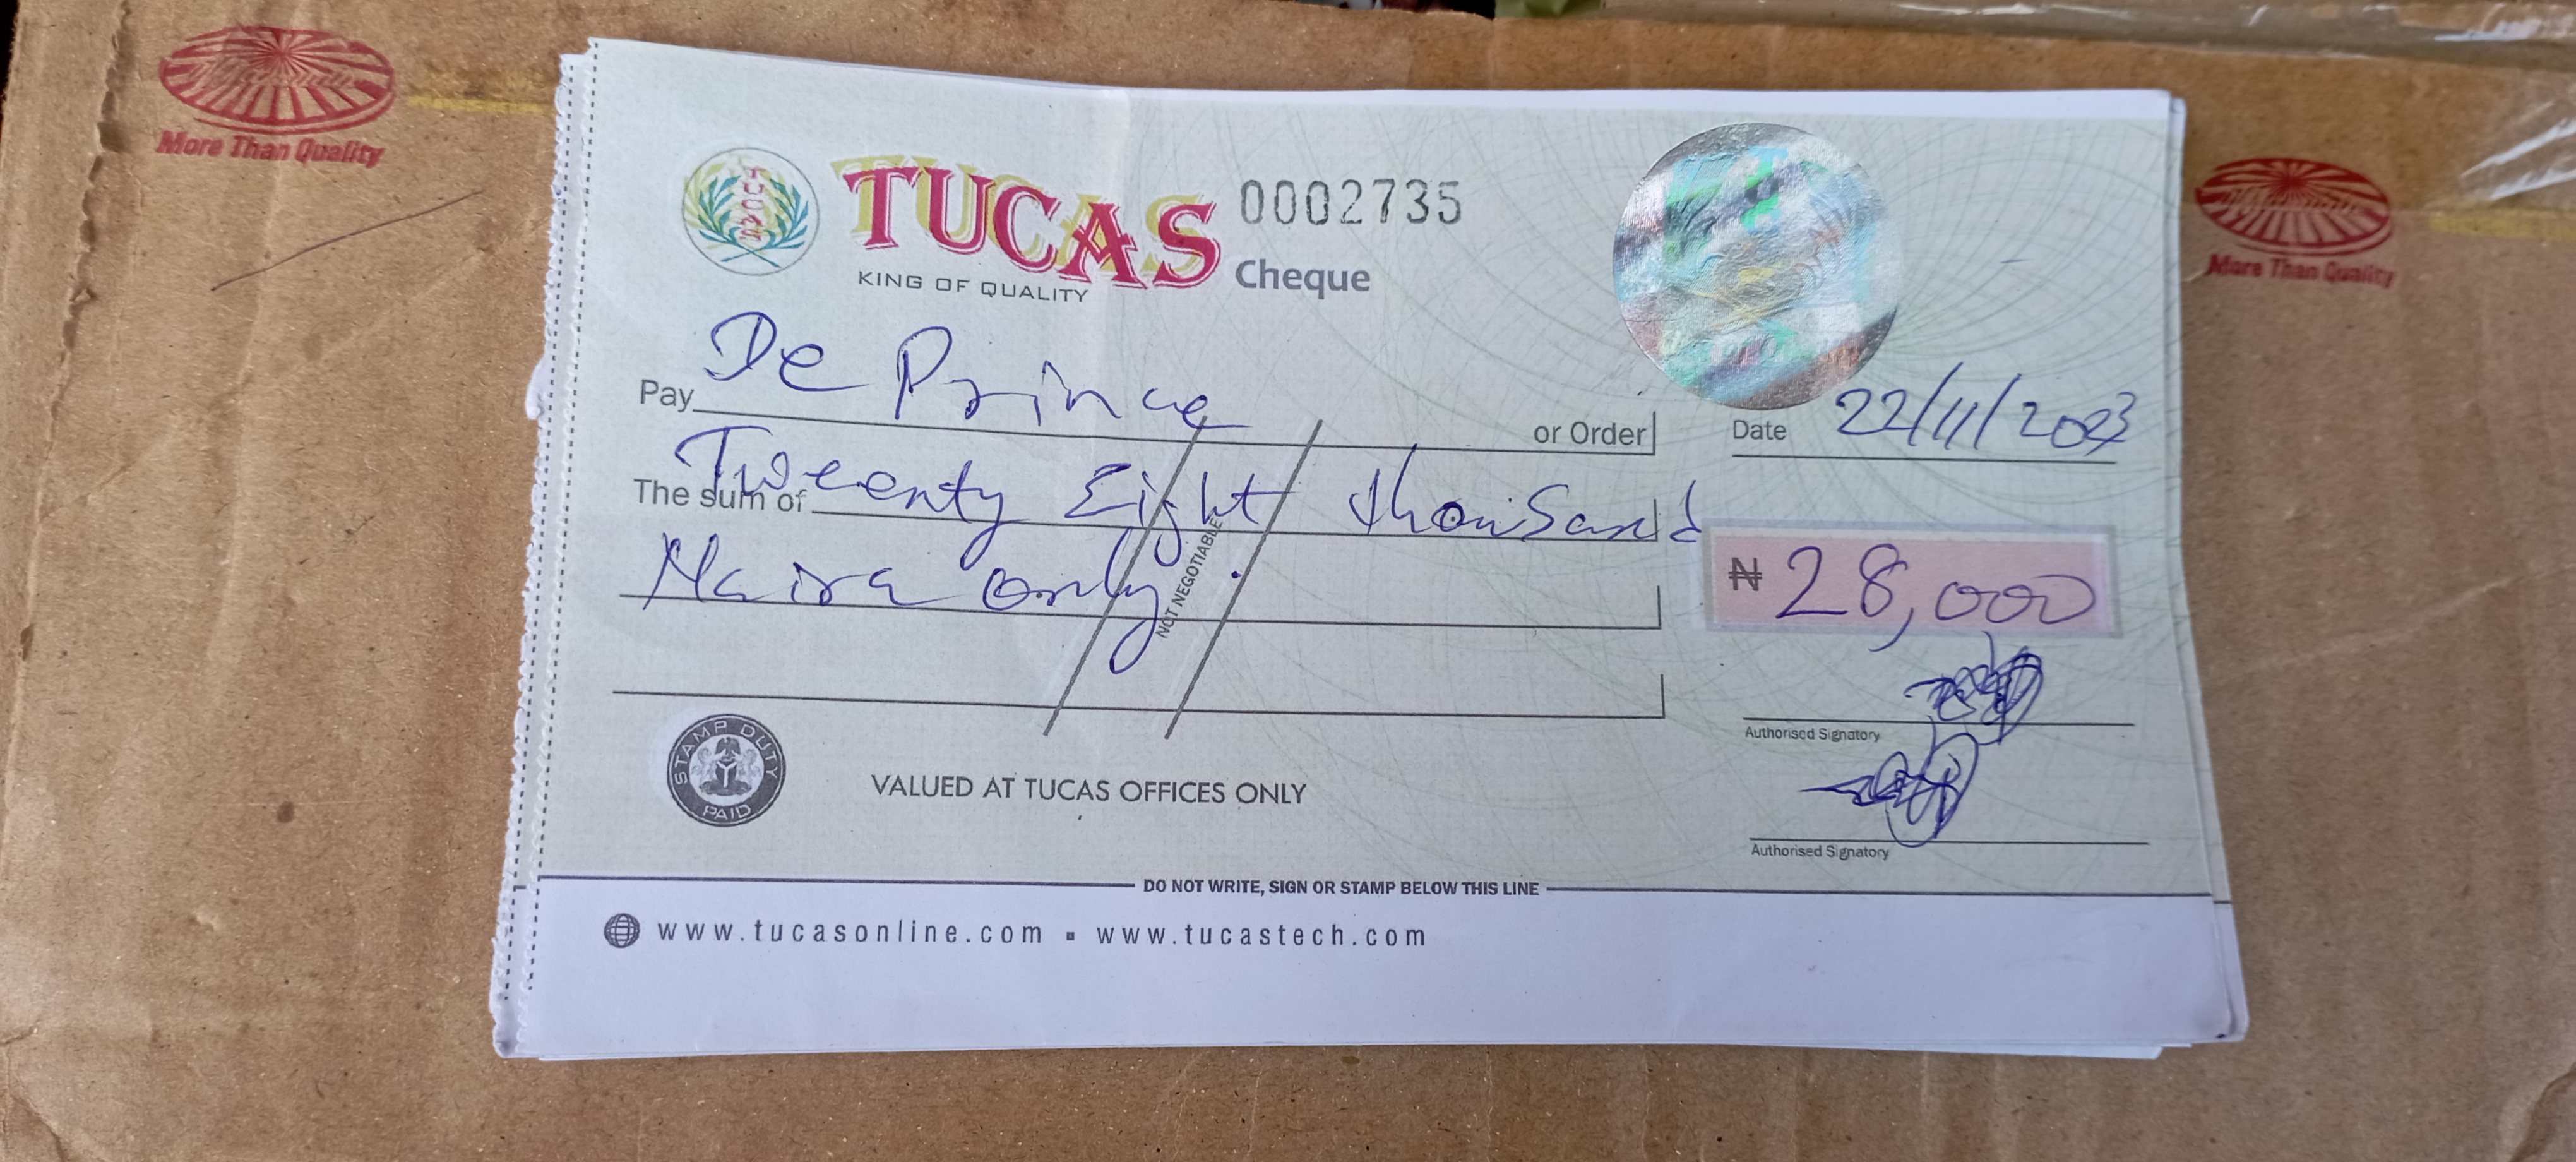 More Than Quality
More Than Quality
TUCAS
TUCAS
KING OF QUALITY
0002735
Cheque
Pay De Prince or Order
Date 22/11/2023
The sum of Tweenty Eight thousand
Naira only.
NOT NEGOTIABLE
₦ 28,000
Authorised Signatory
Authorised Signatory
STAMP DUTY
PAID
VALUED AT TUCAS OFFICES ONLY
DO NOT WRITE, SIGN OR STAMP BELOW THIS LINE
www.tucasonline.com ▪ www.tucastech.com